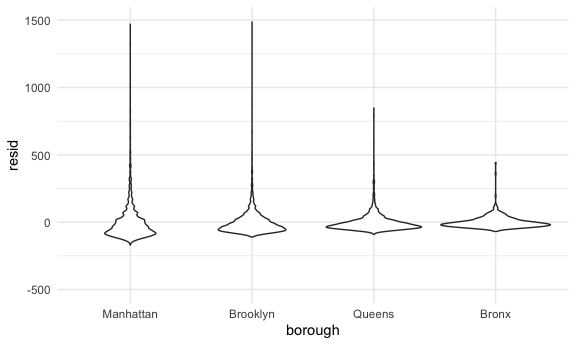 1500
1000
500
0
-500
resid
Manhattan
Brooklyn
Queens
Bronx
borough